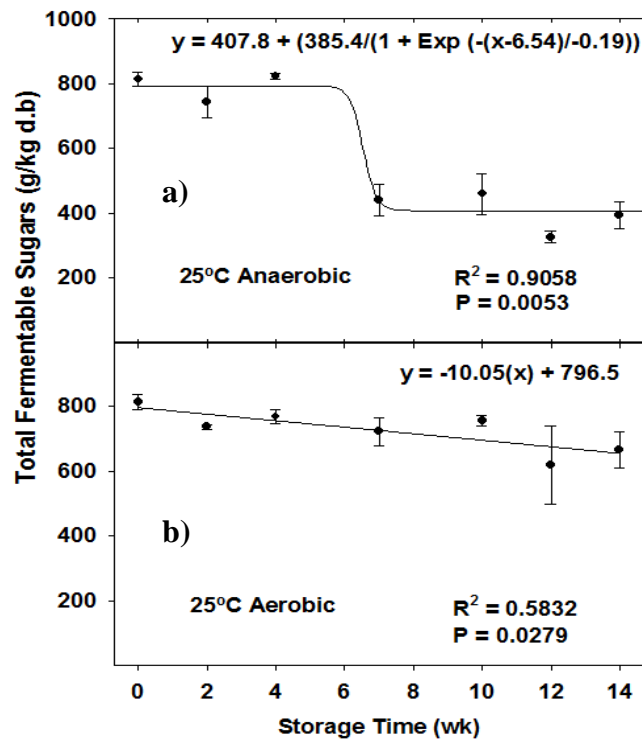 Total Fermentable Sugars (g/kg d.b)
1000
800
600
400
200
y = 407.8 + (385.4/(1 + Exp (-(x-6.54)/-0.19))
a)
25ºC Anaerobic
R² = 0.9058
P = 0.0053
800
600
400
200
y = -10.05(x) + 796.5
b)
25ºC Aerobic
R² = 0.5832
P = 0.0279
0 2 4 6 8 10 12 14
Storage Time (wk)